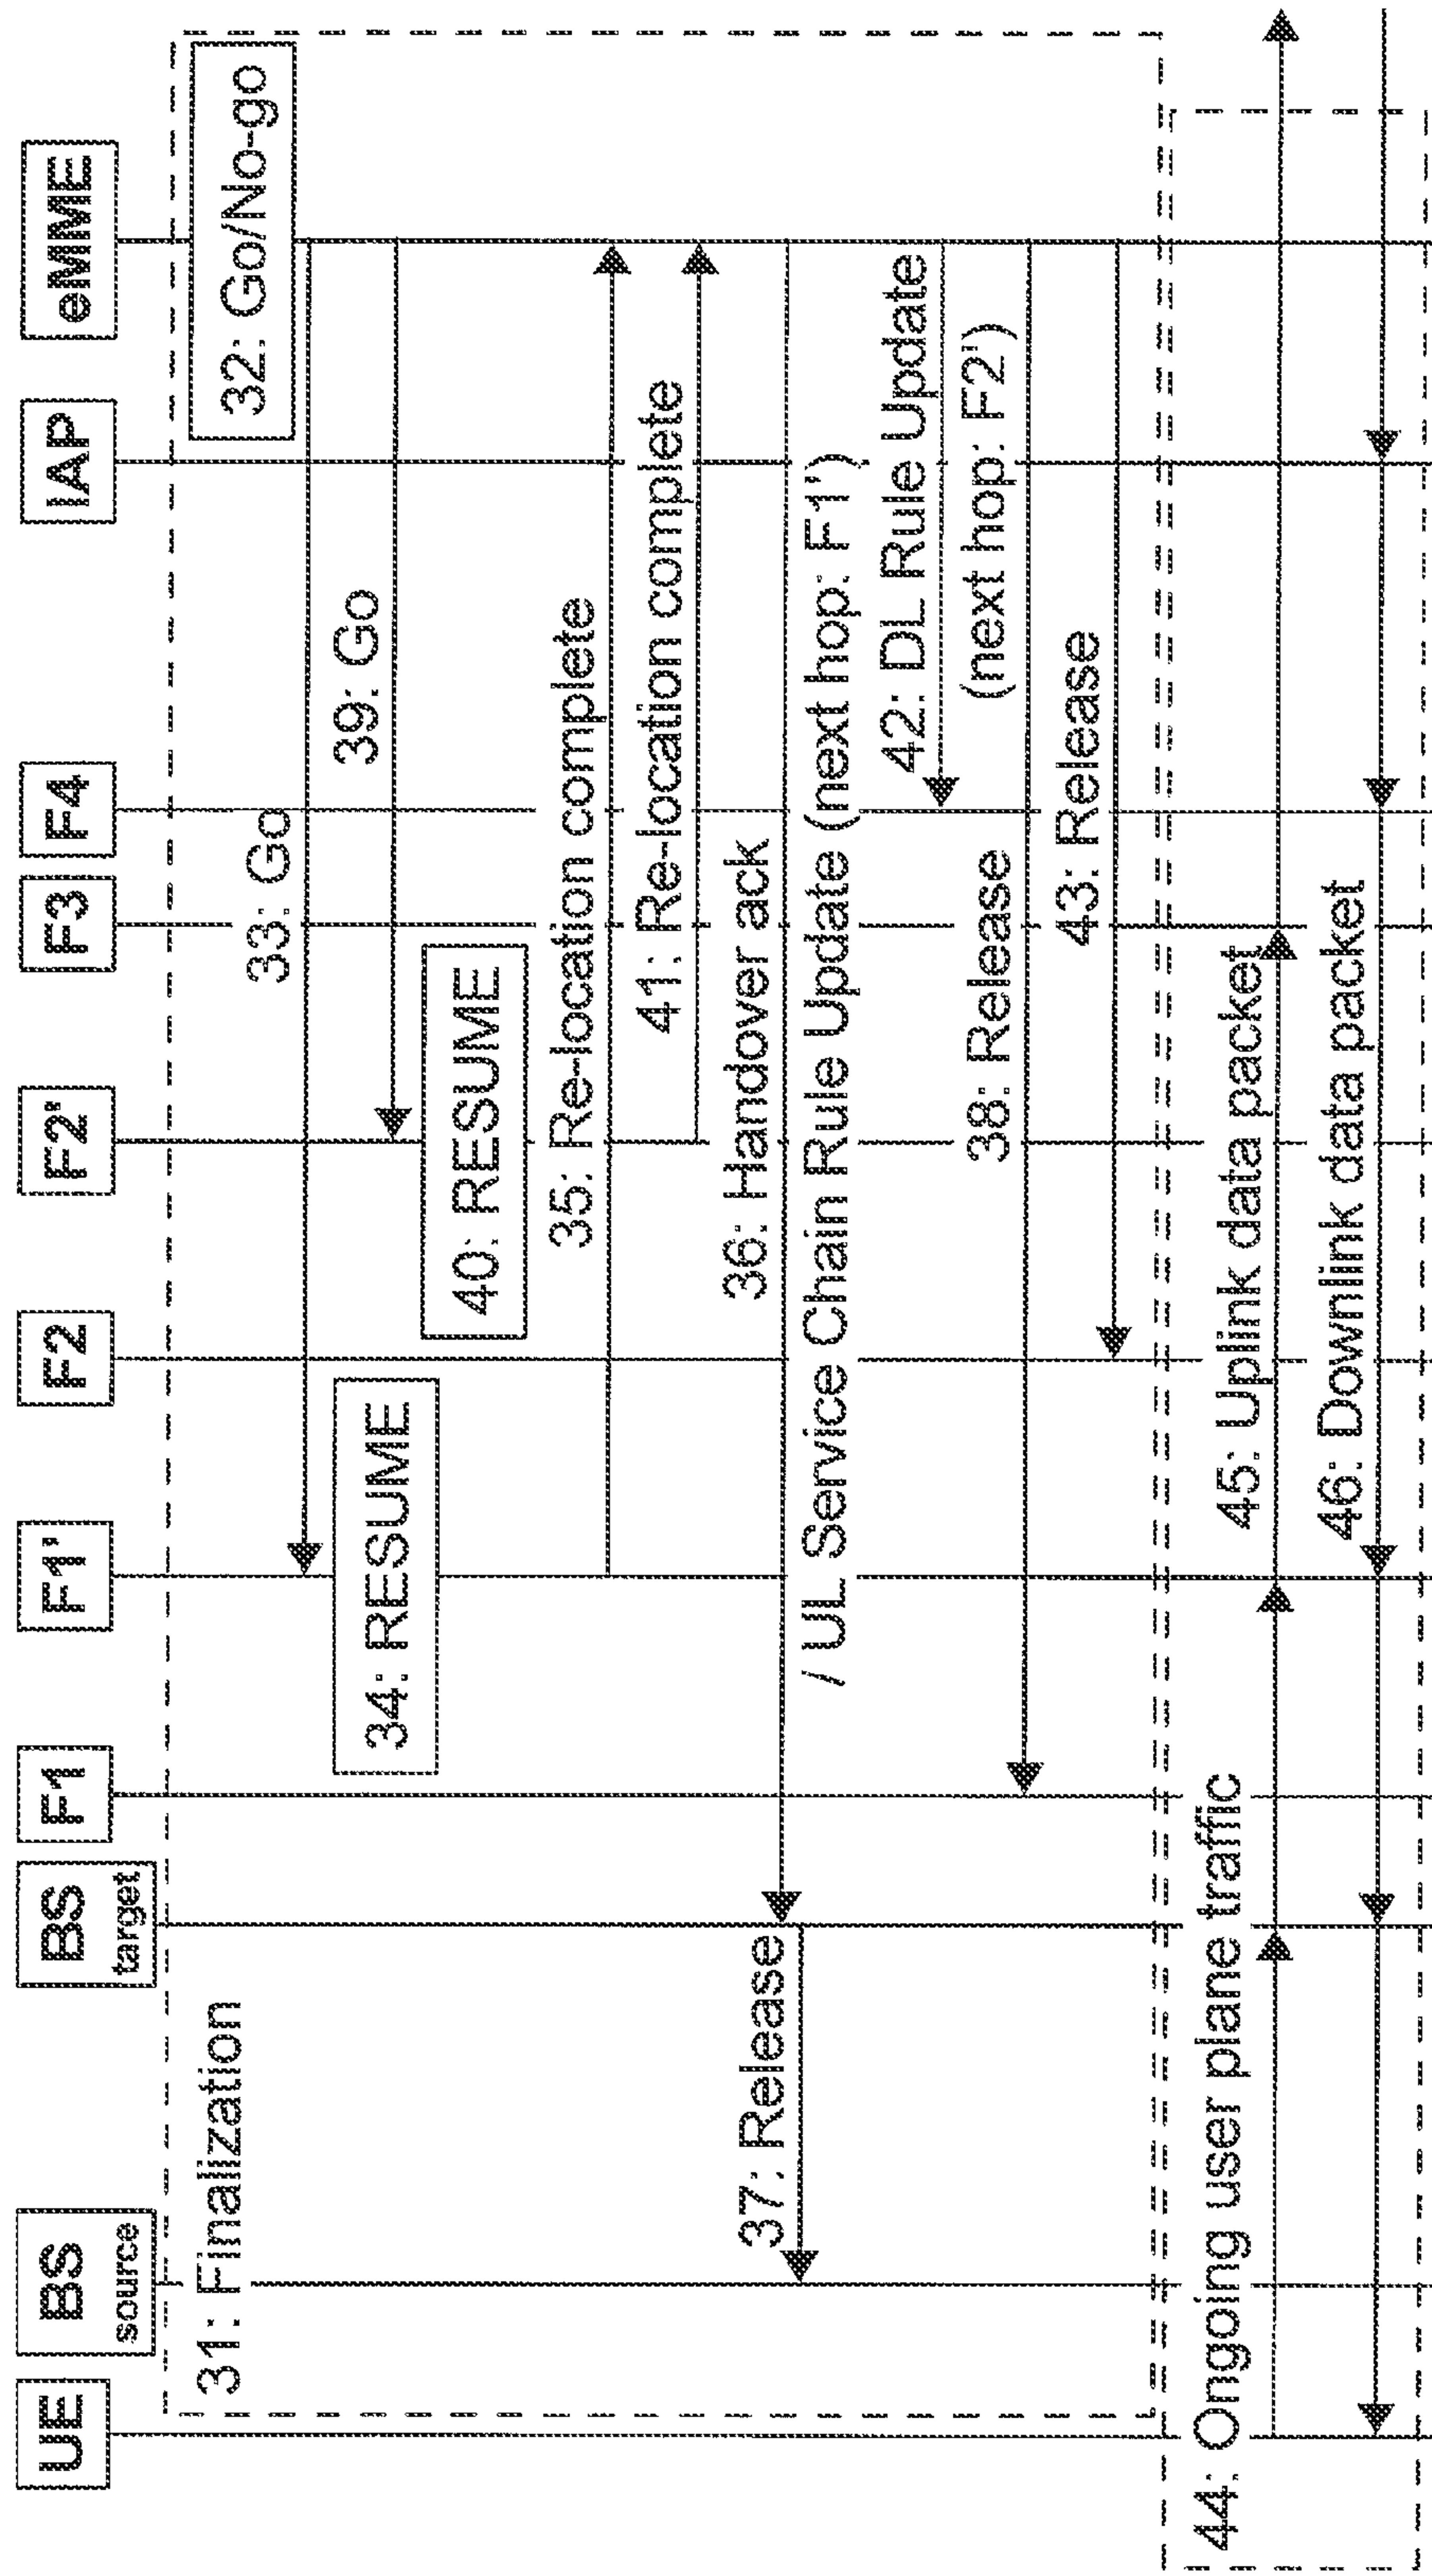 UE
BS
source
BS
target
F1
F1'
F2
F2'
F3
F4
IAP
eMME
31: Finalization
32: Go/No-go
33: Go
39: Go
34: RESUME
40: RESUME
35: Re-location complete
41: Re-location complete
36: Handover ack
/ UL Service Chain Rule Update (next hop: F1')
37: Release
42: DL Rule Update
(next hop: F2')
38: Release
43: Release
44: Ongoing user plane traffic
45: Uplink data packet
46: Downlink data packet